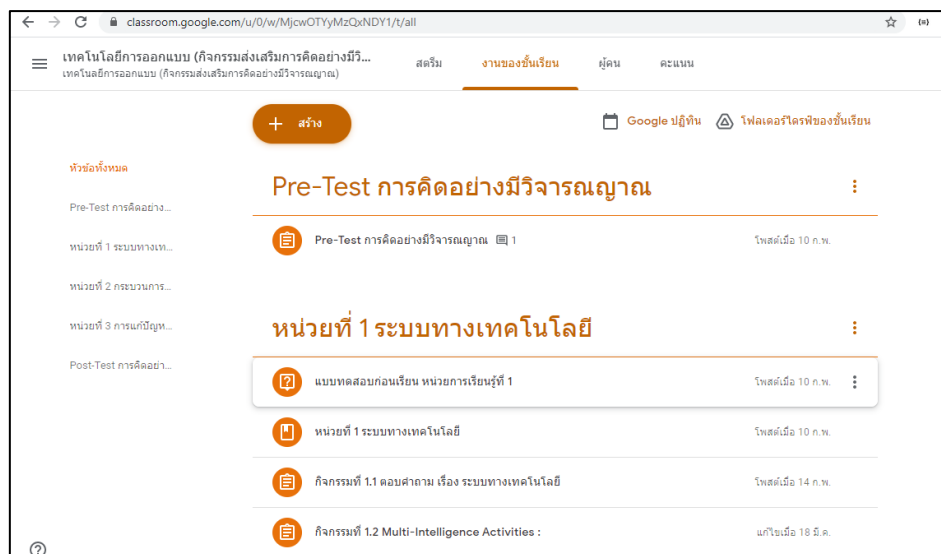 classroom.google.com/u/0/w/MjcwOTYyMzQxNDY1/t/all
เทคโนโลยีการออกแบบ (กิจกรรมส่งเสริมการคิดอย่างมีวิ...
เทคโนลยีการออกแบบ (กิจกรรมส่งเสริมการคิดอย่างมีวิจารณญาณ)
สตรีม งานของชั้นเรียน ผู้คน คะแนน
+ สร้าง
Google ปฏิทิน โฟลเดอร์ไดรฟ์ของชั้นเรียน
หัวข้อทั้งหมด
Pre-Test การคิดอย่าง...
หน่วยที่ 1 ระบบทางเท...
หน่วยที่ 2 กระบวนการ...
หน่วยที่ 3 การแก้ปัญห...
Post-Test การคิดอย่า...
Pre-Test การคิดอย่างมีวิจารณญาณ
Pre-Test การคิดอย่างมีวิจารณญาณ 1 โพสต์เมื่อ 10 ก.พ.
หน่วยที่ 1 ระบบทางเทคโนโลยี
แบบทดสอบก่อนเรียน หน่วยการเรียนรู้ที่ 1 โพสต์เมื่อ 10 ก.พ.
หน่วยที่ 1 ระบบทางเทคโนโลยี โพสต์เมื่อ 10 ก.พ.
กิจกรรมที่ 1.1 ตอบคำถาม เรื่อง ระบบทางเทคโนโลยี โพสต์เมื่อ 14 ก.พ.
กิจกรรมที่ 1.2 Multi-Intelligence Activities : แก้ไขเมื่อ 18 มี.ค.